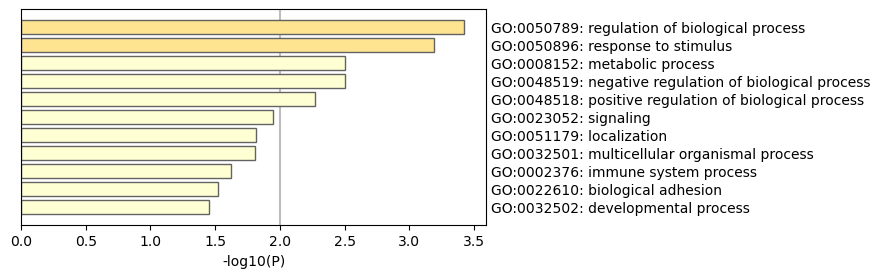 GO:0050789: regulation of biological process
GO:0050896: response to stimulus
GO:0008152: metabolic process
GO:0048519: negative regulation of biological process
GO:0048518: positive regulation of biological process
GO:0023052: signaling
GO:0051179: localization
GO:0032501: multicellular organismal process
GO:0002376: immune system process
GO:0022610: biological adhesion
GO:0032502: developmental process
0.0 0.5 1.0 1.5 2.0 2.5 3.0 3.5
-log10(P)